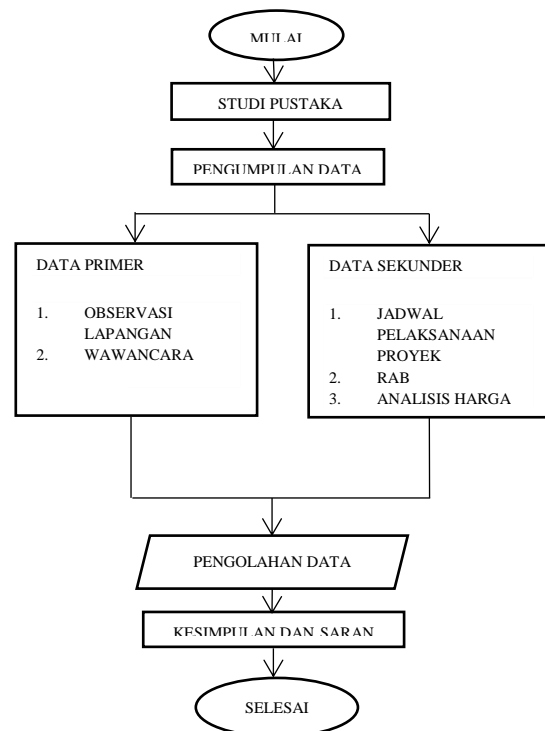 MULAI
STUDI PUSTAKA
PENGUMPULAN DATA
DATA PRIMER
1. OBSERVASI
LAPANGAN
2. WAWANCARA
DATA SEKUNDER
1. JADWAL
PELAKSANAAN
PROYEK
2. RAB
3. ANALISIS HARGA
PENGOLAHAN DATA
KESIMPULAN DAN SARAN
SELESAI